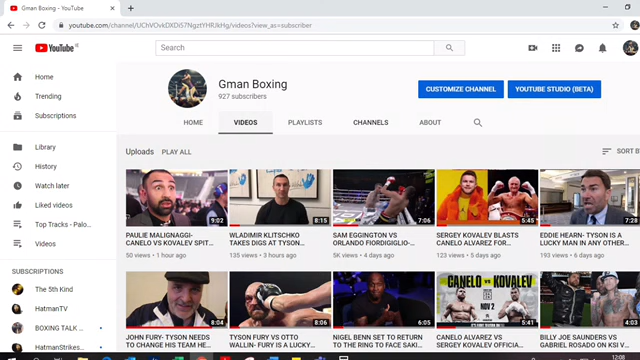 Gman Boxing - YouTube
youtube.com/channel/UChVOvkDXDi57NgztYHRJkHg/videos?view_as=subscriber
YouTube IE
Search
Home
Trending
Subscriptions
Library
History
Watch later
Liked videos
Top Tracks - Palo...
Videos
SUBSCRIPTIONS
The 5th Kind
HatmanTV
BOXING TALK ...
HatmanStrikes...
Gman Boxing
927 subscribers
CUSTOMIZE CHANNEL
YOUTUBE STUDIO (BETA)
HOME
VIDEOS
PLAYLISTS
CHANNELS
ABOUT
Uploads PLAY ALL
SORT B
9:02
PAULIE MALIGNAGGI-
CANELO VS KOVALEV SPIT...
50 views • 1 hour ago
8:15
WLADIMIR KLITSCHKO
TAKES DIGS AT TYSON...
135 views • 3 hours ago
7:06
SAM EGGINGTON VS
ORLANDO FIORDIGIGLIO-...
5K views • 4 days ago
5:45
SERGEY KOVALEV BLASTS
CANELO ALVAREZ FOR...
123 views • 5 days ago
7:28
EDDIE HEARN- TYSON IS A
LUCKY MAN IN ANY OTHER...
193 views • 6 days ago
8:04
JOHN FURY- TYSON NEEDS
TO CHANGE HIS TEAM HE...
8:06
TYSON FURY VS OTTO
WALLIN- FURY IS A LUCKY
6:05
NIGEL BENN SET TO RETURN
TO THE RING TO FACE SAKI
CANELO VS KOVALEV
NOV 2
5:41
CANELO ALVAREZ VS
SERGEY KOVALEV OFFICIAL...
4:03
BILLY JOE SAUNDERS VS
GABRIEL ROSADO ON KSI V
12:08